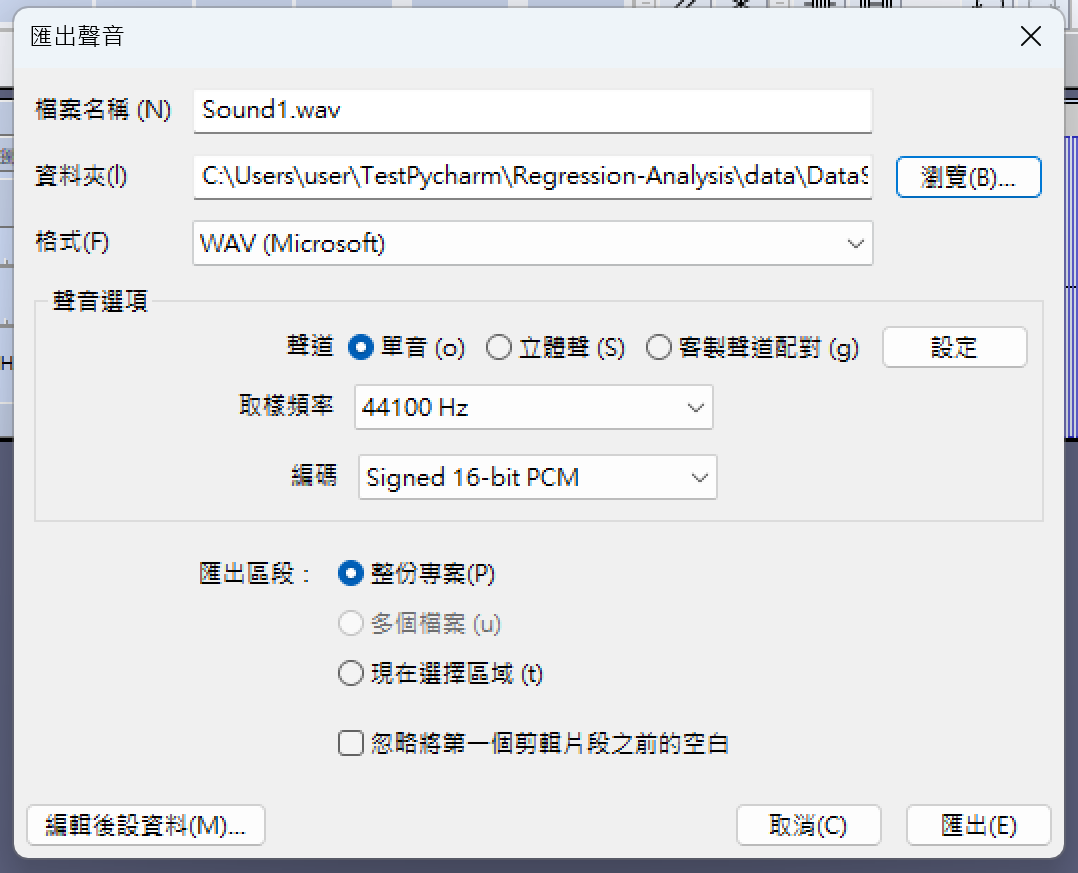 匯出聲音
檔案名稱 (N) Sound1.wav
資料夾(I) C:\Users\user\TestPycharm\Regression-Analysis\data\DataS 瀏覽(B)...
格式(F) WAV (Microsoft)
聲音選項
聲道 單音 (o) 立體聲 (S) 客製聲道配對 (g) 設定
取樣頻率 44100 Hz
編碼 Signed 16-bit PCM
匯出區段： 整份專案(P)
多個檔案 (u)
現在選擇區域 (t)
忽略將第一個剪輯片段之前的空白
編輯後設資料(M)... 取消(C) 匯出(E)